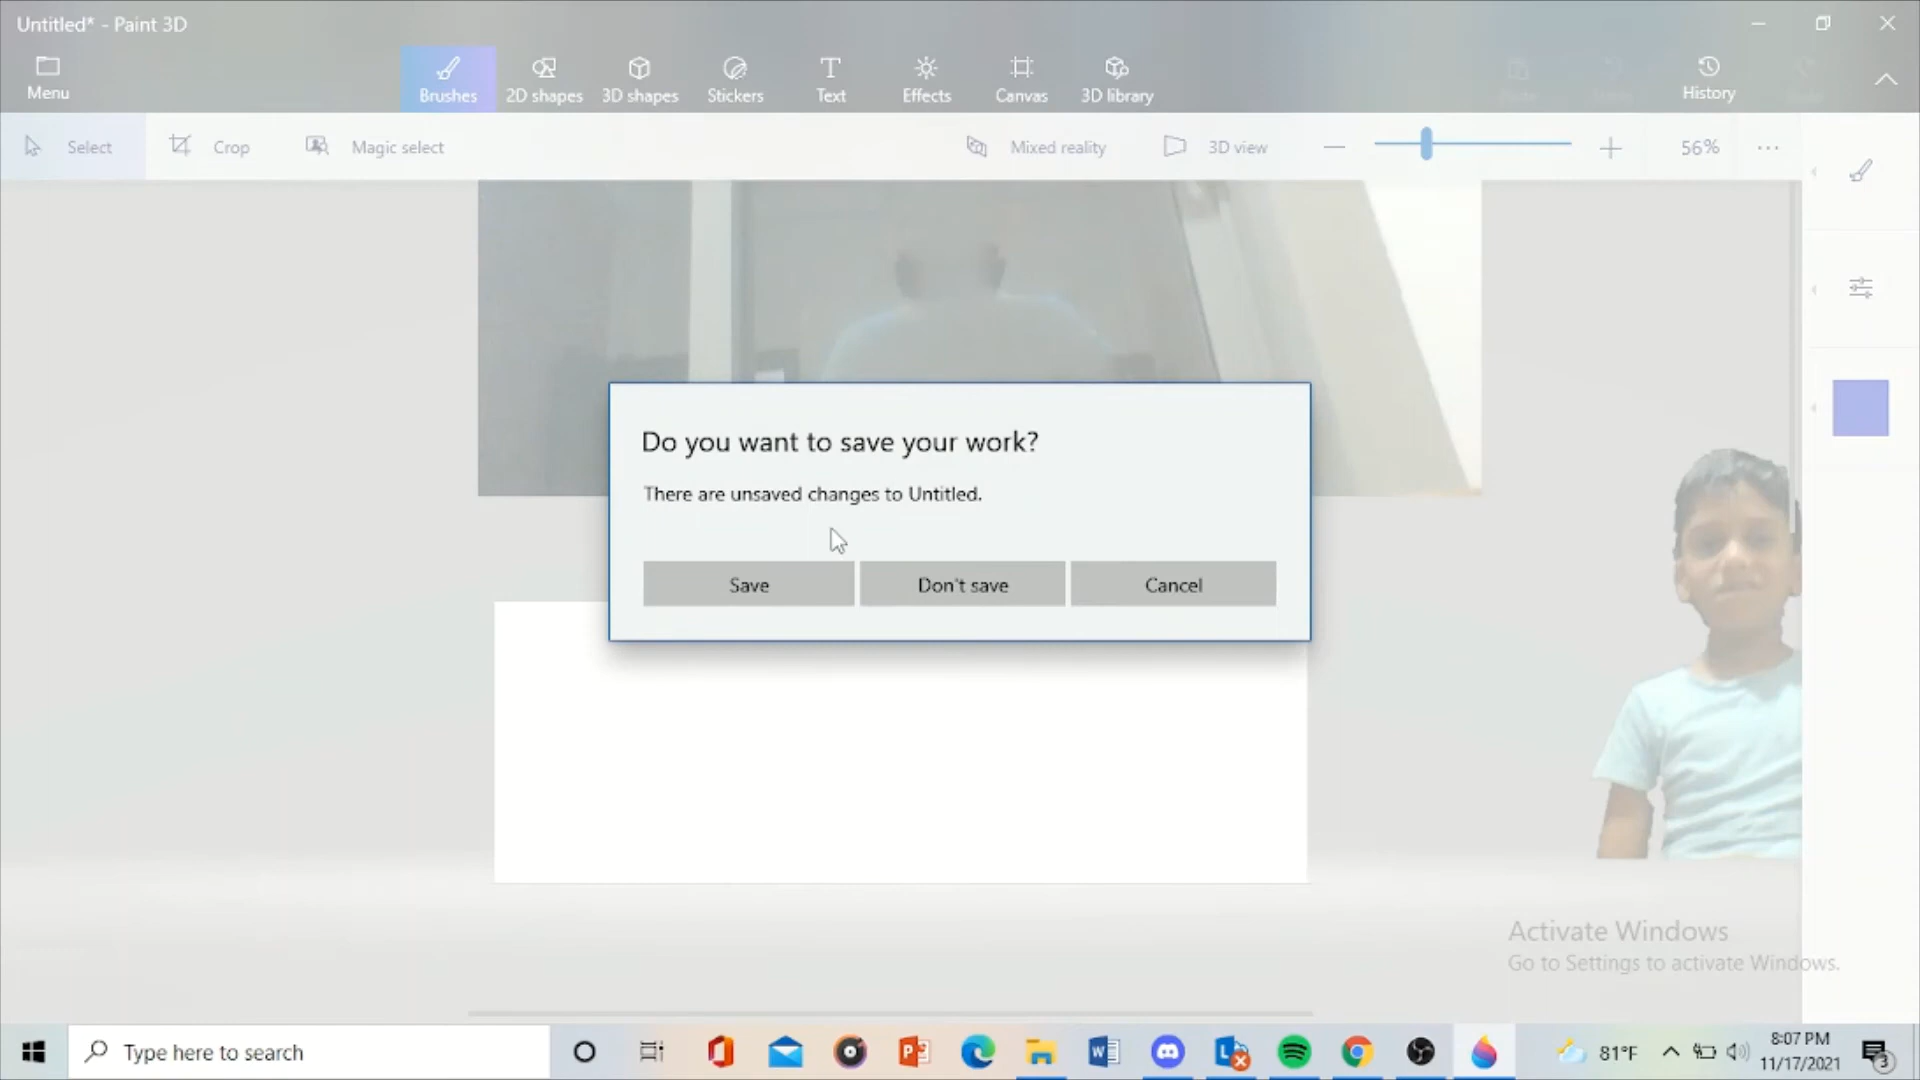 Untitled* - Paint 3D
Menu
Brushes
2D shapes
3D shapes
Stickers
Text
Effects
Canvas
3D library
History
Select
Crop
Magic select
Mixed reality
3D view
56%
Do you want to save your work?
There are unsaved changes to Untitled.
Save
Don't save
Cancel
Activate Windows
Go to Settings to activate Windows.
Type here to search
81°F
8:07 PM
11/17/2021
3